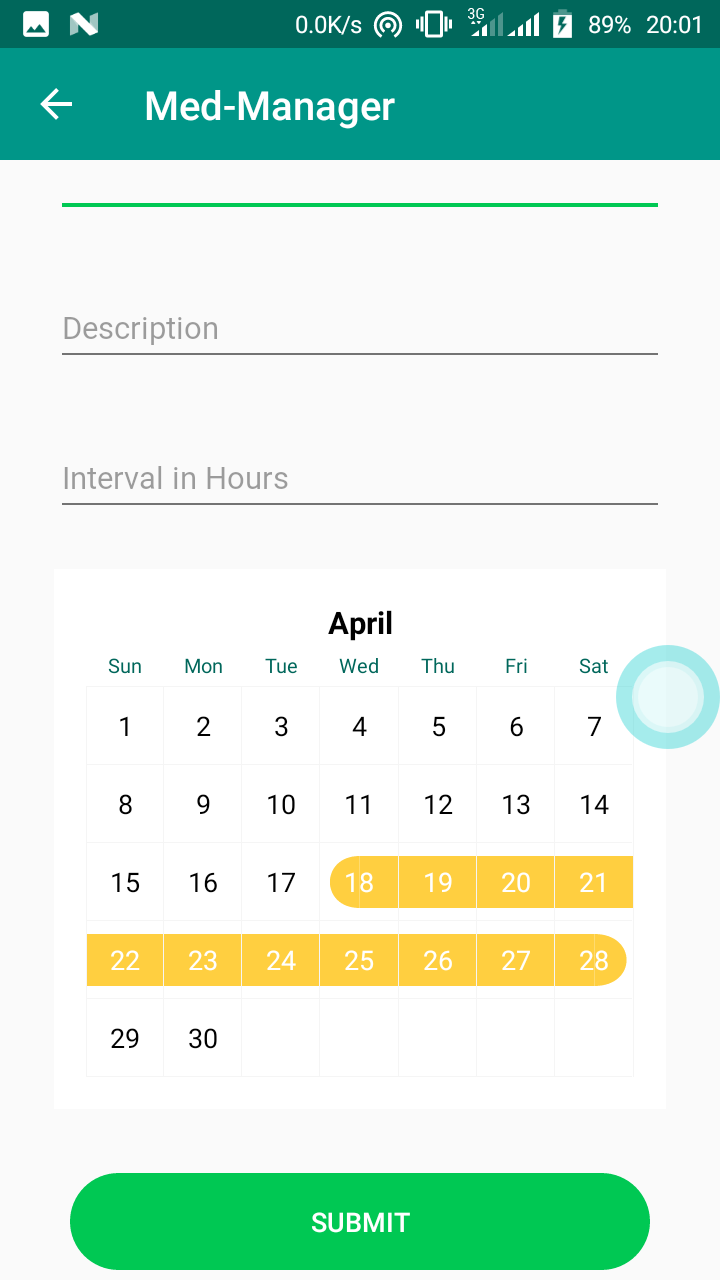 0.0K/s 3G 89% 20:01
Med-Manager
Description
Interval in Hours
April
Sun Mon Tue Wed Thu Fri Sat
1 2 3 4 5 6 7
8 9 10 11 12 13 14
15 16 17 18 19 20 21
22 23 24 25 26 27 28
29 30
SUBMIT